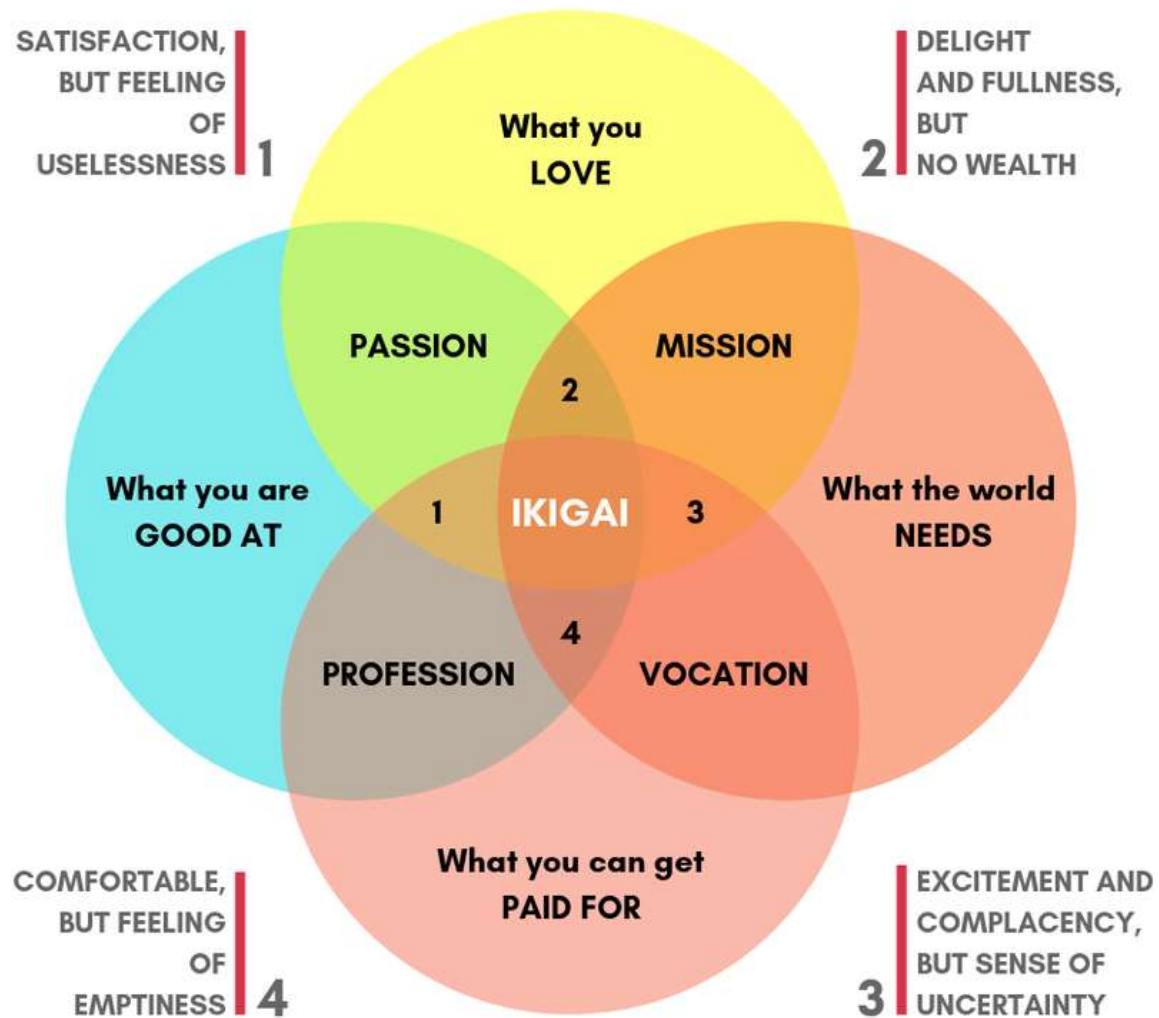 SATISFACTION,
BUT FEELING
OF
USELESSNESS
1
DELIGHT
AND FULLNESS,
BUT
NO WEALTH
2
What you
LOVE
PASSION
MISSION
2
What you are
GOOD AT
1
IKIGAI
3
What the world
NEEDS
4
PROFESSION
VOCATION
What you can get
PAID FOR
COMFORTABLE,
BUT FEELING
OF
EMPTINESS
4
EXCITEMENT AND
COMPLACENCY,
BUT SENSE OF
UNCERTAINTY
3